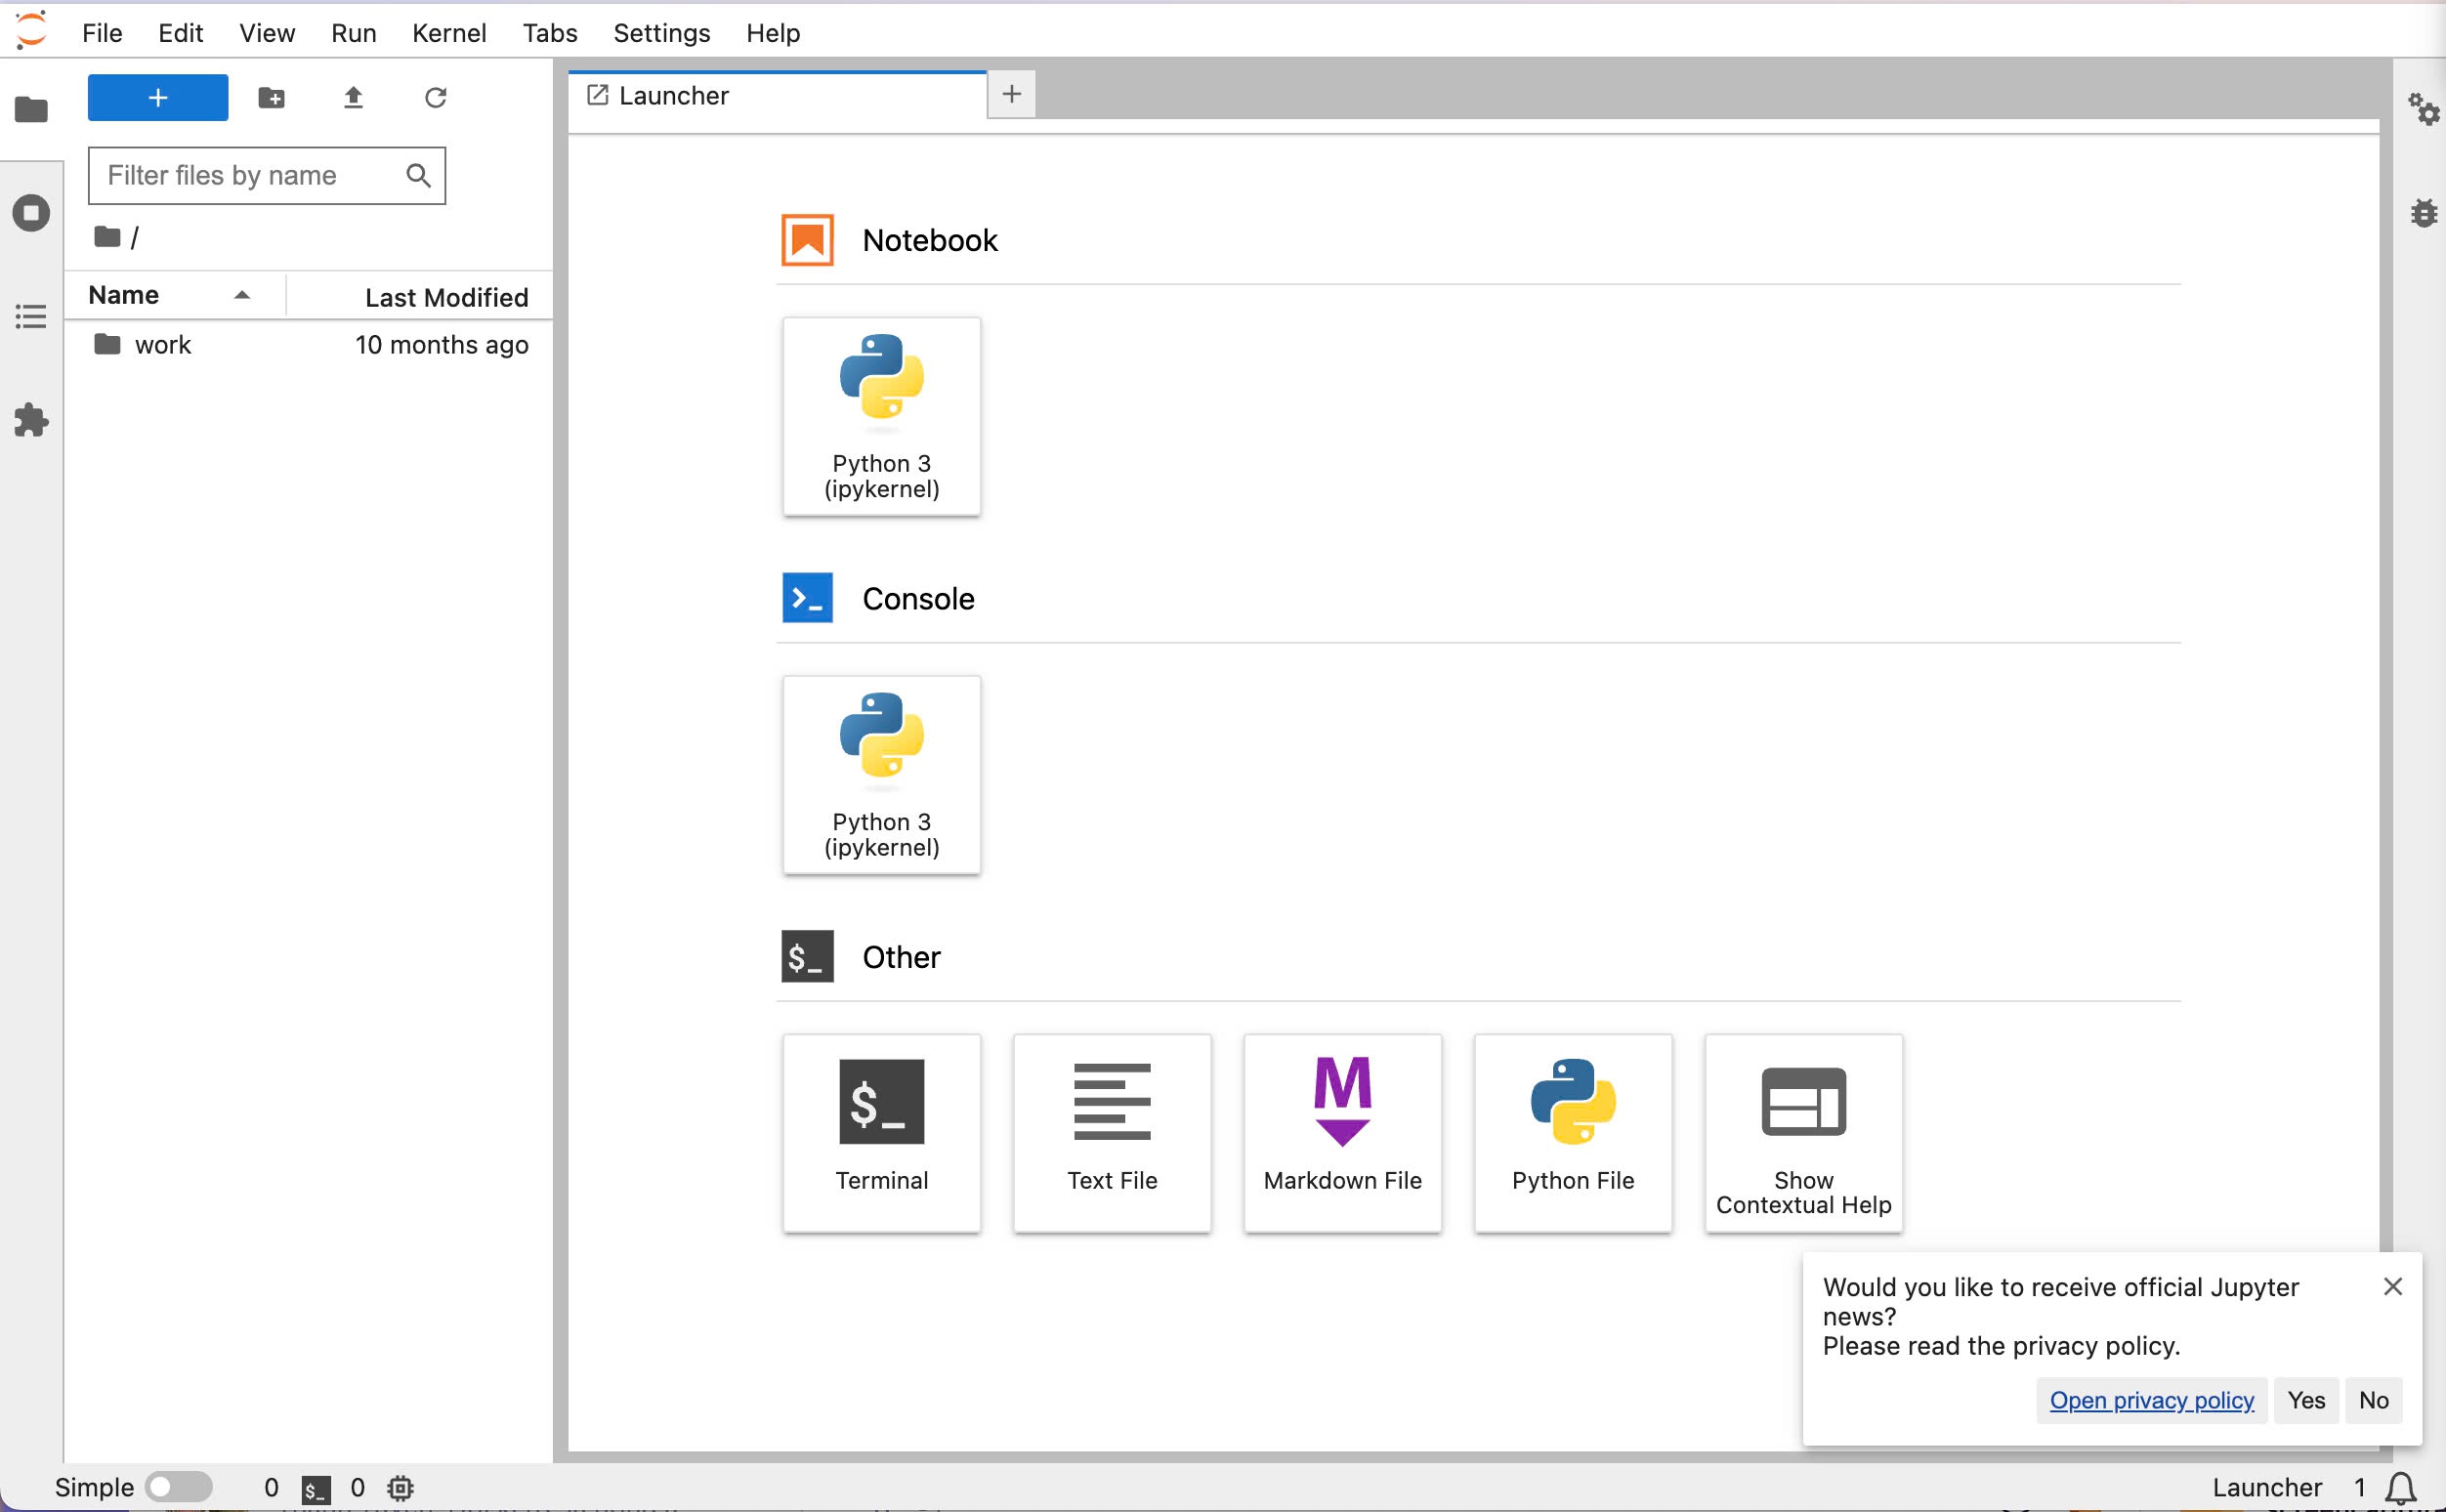 File Edit View Run Kernel Tabs Settings Help
+
Filter files by name
/
Name Last Modified
work 10 months ago
Launcher +
Notebook
Python 3
(ipykernel)
>_ Console
Python 3
(ipykernel)
$_ Other
$_
Terminal
Text File
M
Markdown File
Python File
Show
Contextual Help
Would you like to receive official Jupyter
news?
Please read the privacy policy.
Open privacy policy Yes No
Simple 0 $_ 0 Launcher 1